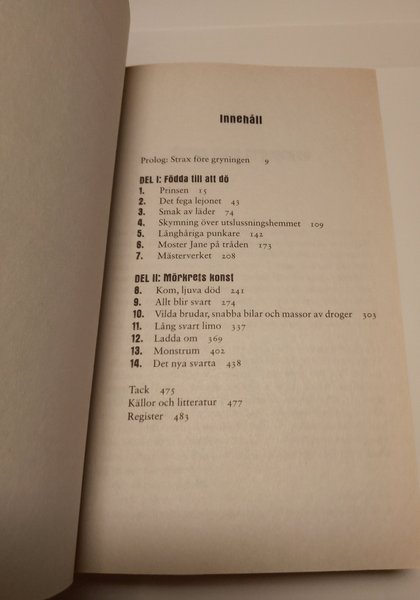 Innehåll
Prolog: Strax före gryningen 9
DEL I: Födda till att dö
1. Prinsen 15
2. Det fega lejonet 43
3. Smak av läder 74
4. Skymning över utslussningshemmet 109
5. Långhåriga punkare 142
6. Moster Jane på tråden 173
7. Mästerverket 208
DEL II: Mörkrets konst
8. Kom, ljuva död 241
9. Allt blir svart 274
10. Vilda brudar, snabba bilar och massor av droger 303
11. Lång svart limo 337
12. Ladda om 369
13. Monstrum 402
14. Det nya svarta 438
Tack 475
Källor och litteratur 477
Register 483